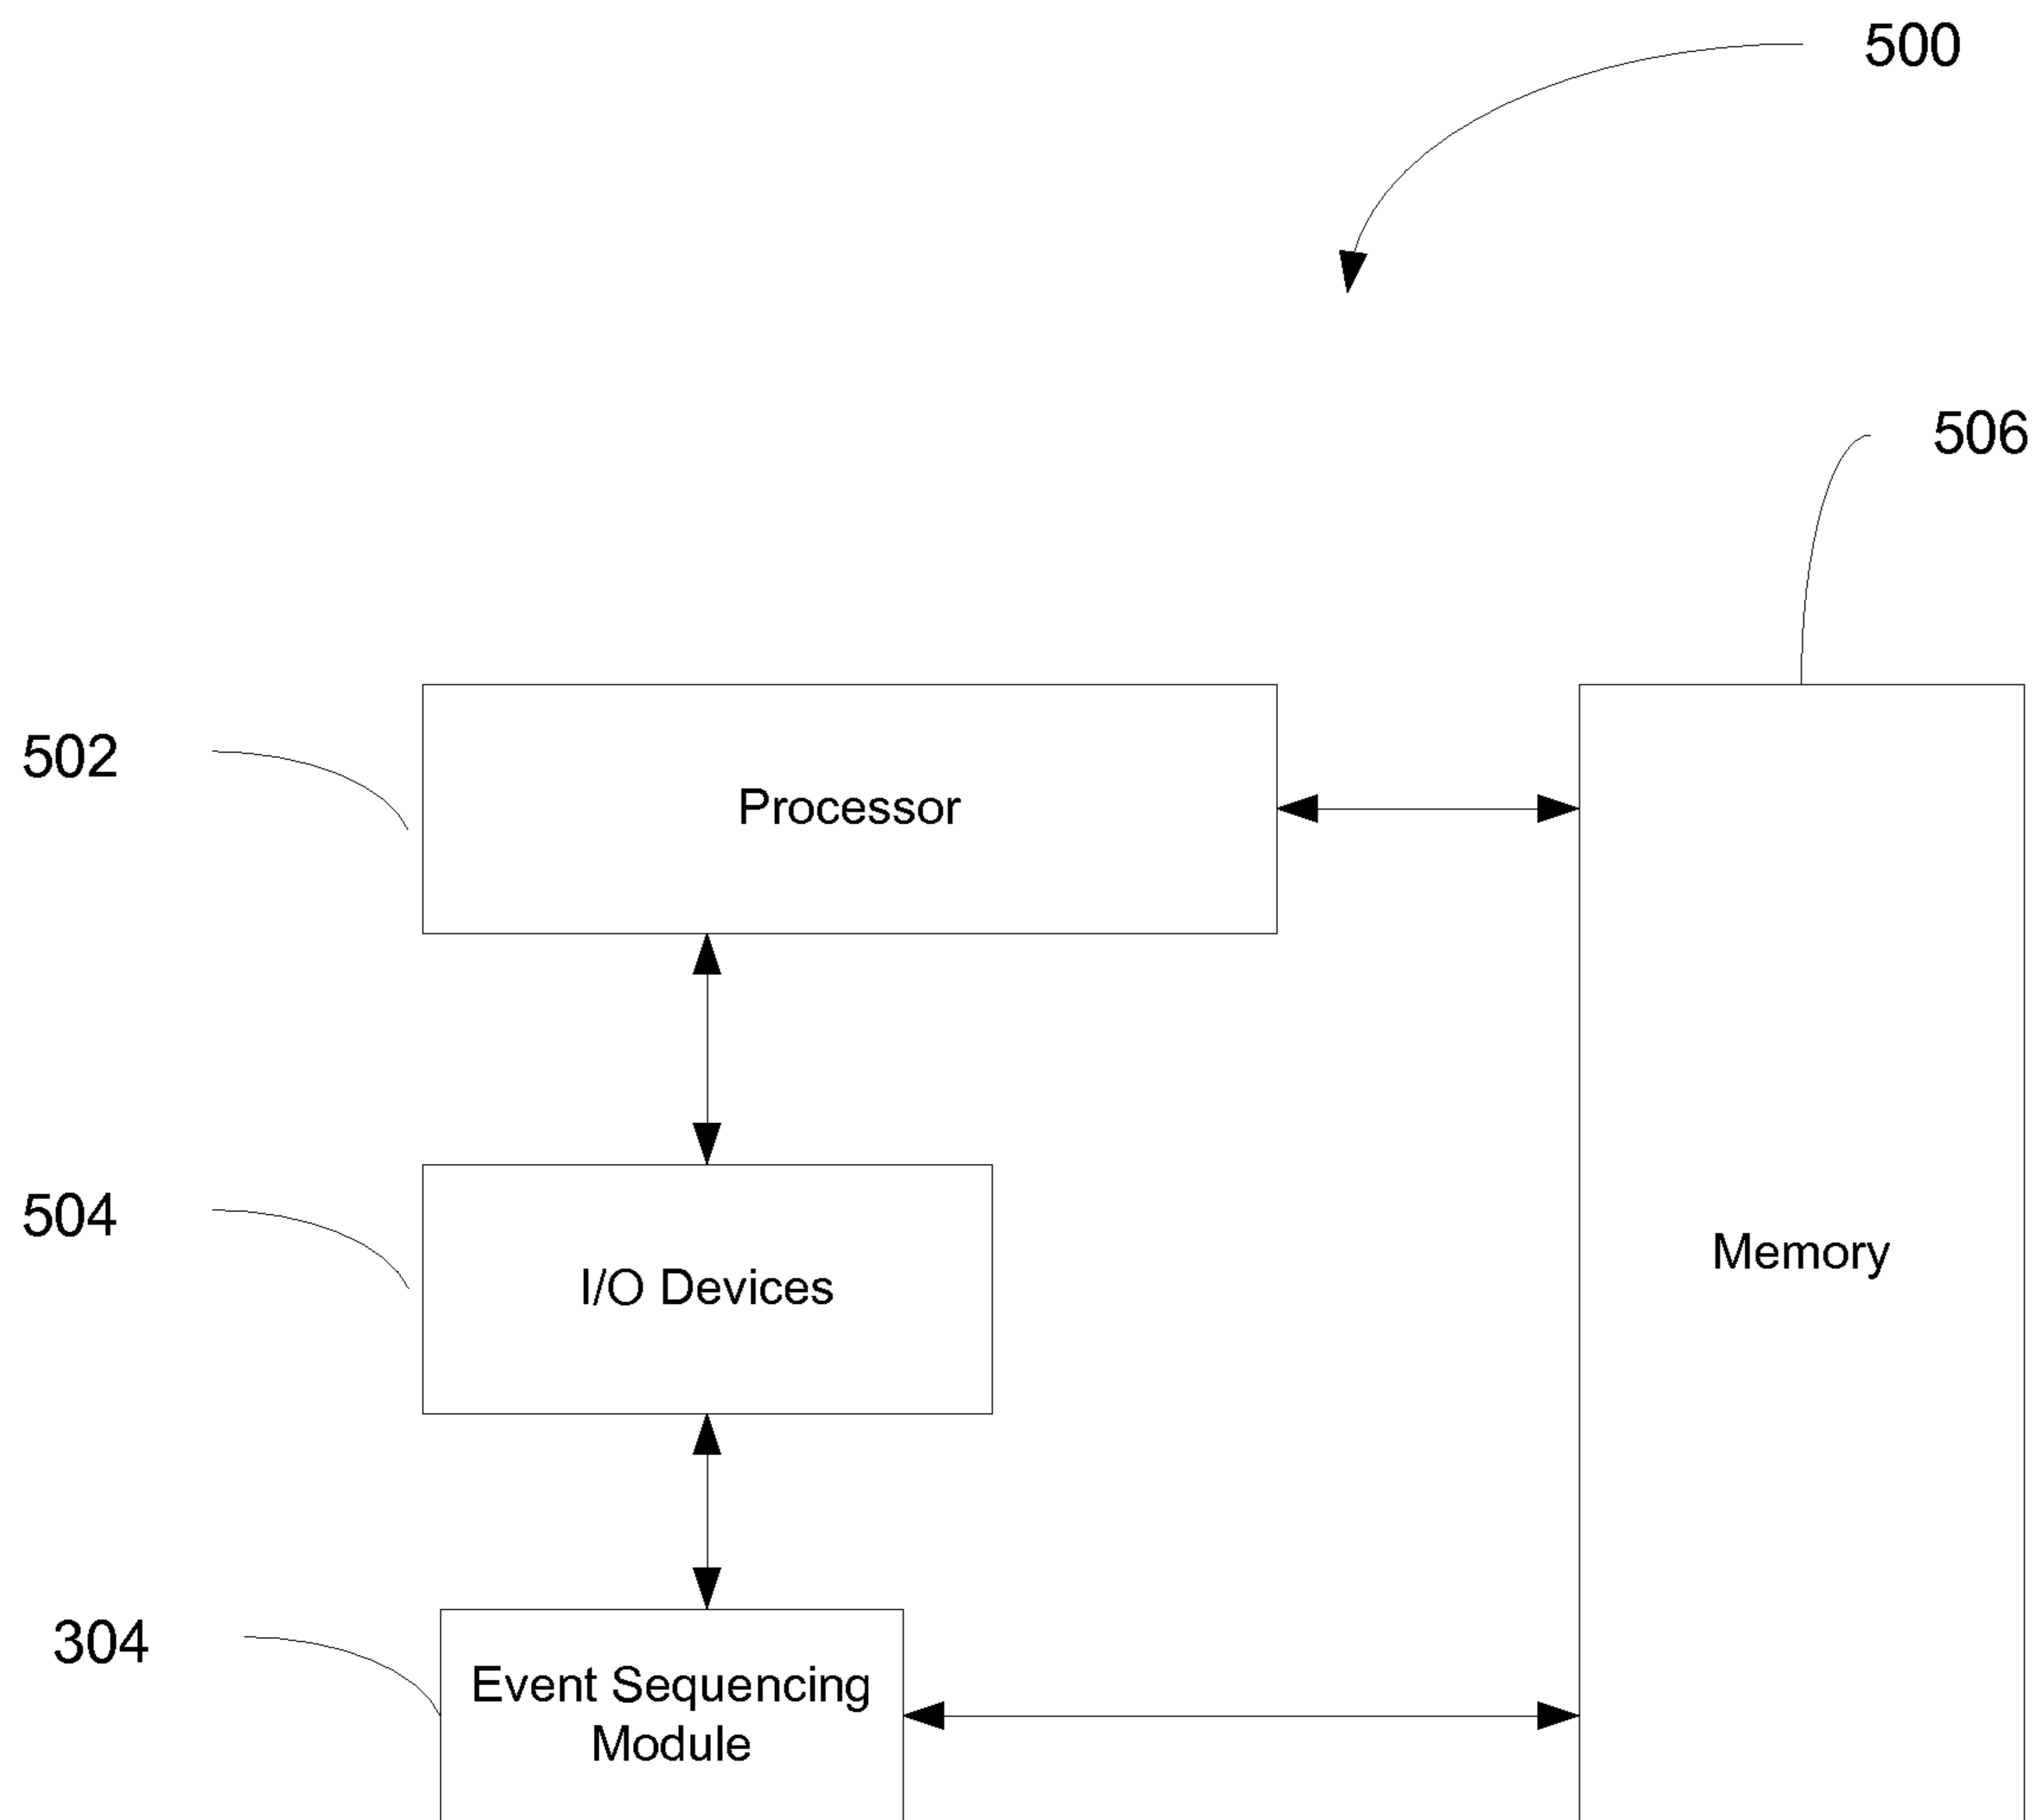 500
506
502
Processor
504
I/O Devices
Memory
304
Event Sequencing
Module